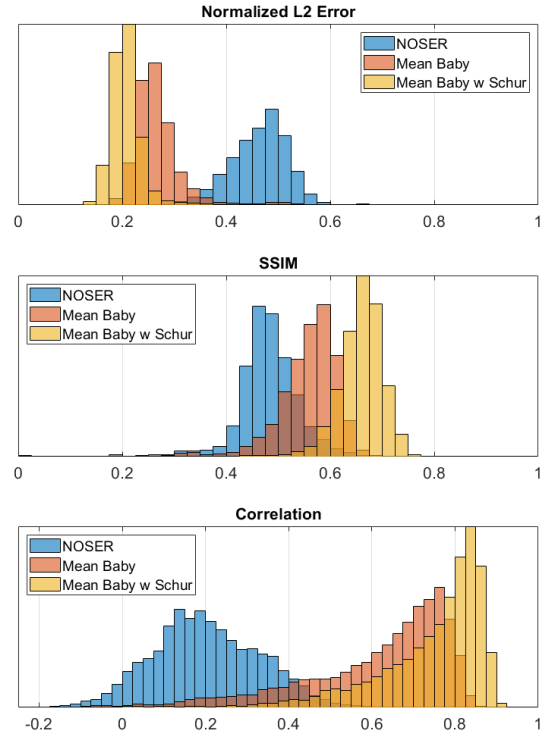 Normalized L2 Error
NOSER
Mean Baby
Mean Baby w Schur
0 0.2 0.4 0.6 0.8 1
SSIM
NOSER
Mean Baby
Mean Baby w Schur
0 0.2 0.4 0.6 0.8 1
Correlation
NOSER
Mean Baby
Mean Baby w Schur
-0.2 0 0.2 0.4 0.6 0.8 1